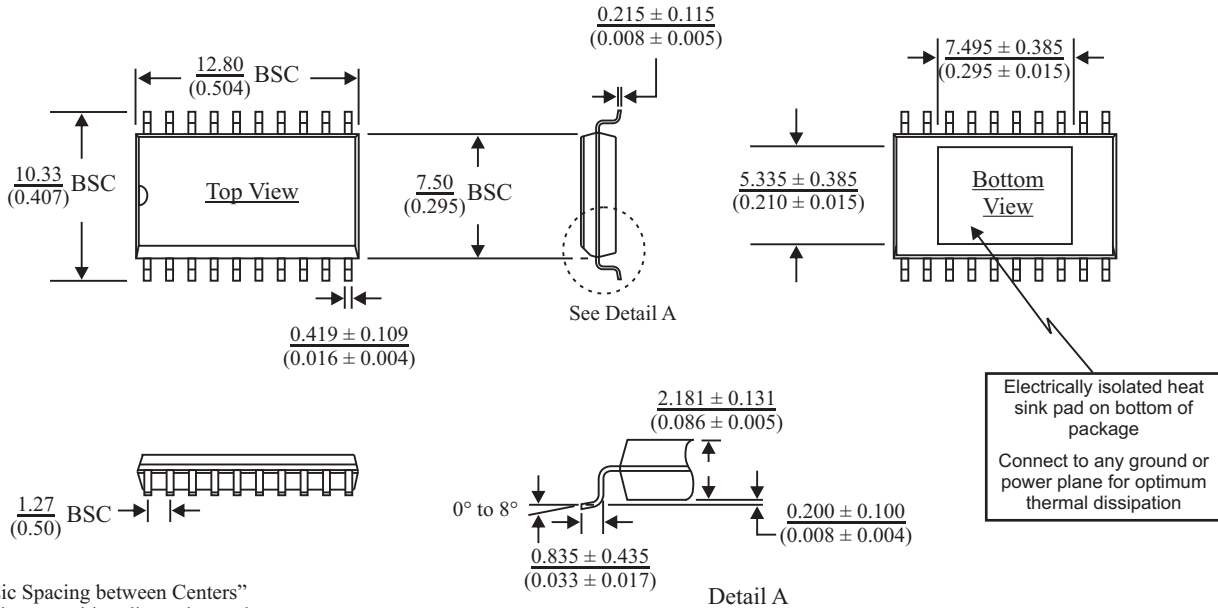 0.215 ± 0.115
(0.008 ± 0.005)
12.80
(0.504)
BSC
7.495 ± 0.385
(0.295 ± 0.015)
10.33
(0.407)
BSC
Top View
7.50
(0.295)
BSC
5.335 ± 0.385
(0.210 ± 0.015)
Bottom
View
See Detail A
0.419 ± 0.109
(0.016 ± 0.004)
Electrically isolated heat
sink pad on bottom of
package
Connect to any ground or
power plane for optimum
thermal dissipation
2.181 ± 0.131
(0.086 ± 0.005)
1.27
(0.50)
BSC
0° to 8°
0.200 ± 0.100
(0.008 ± 0.004)
0.835 ± 0.435
(0.033 ± 0.017)
Detail A
sic Spacing between Centers”